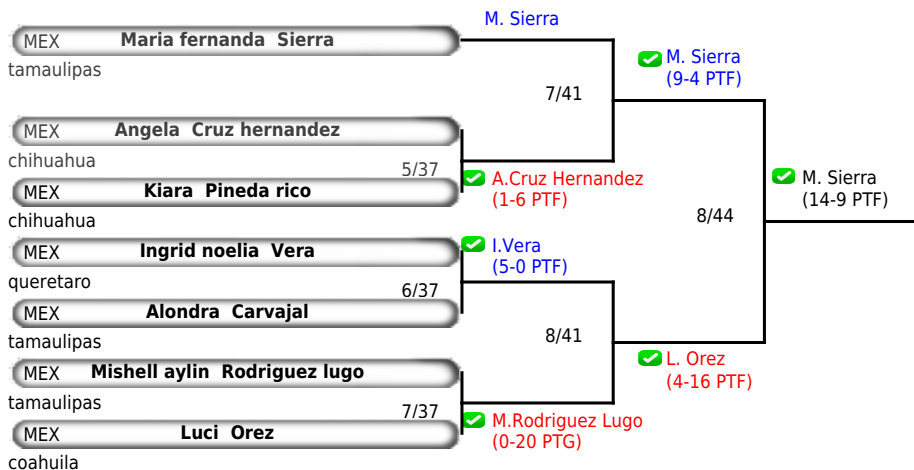 M. Sierra
MEX Maria fernanda Sierra
tamaulipas
M. Sierra
(9-4 PTF)
7/41
MEX Angela Cruz hernandez
chihuahua
5/37
A.Cruz Hernandez
(1-6 PTF)
MEX Kiara Pineda rico
chihuahua
M. Sierra
(14-9 PTF)
8/44
MEX Ingrid noelia Vera
queretaro
I.Vera
(5-0 PTF)
6/37
MEX Alondra Carvajal
tamaulipas
8/41
L. Orez
(4-16 PTF)
MEX Mishell aylin Rodriguez lugo
tamaulipas
7/37
M.Rodriguez Lugo
(0-20 PTG)
MEX Luci Orez
coahuila